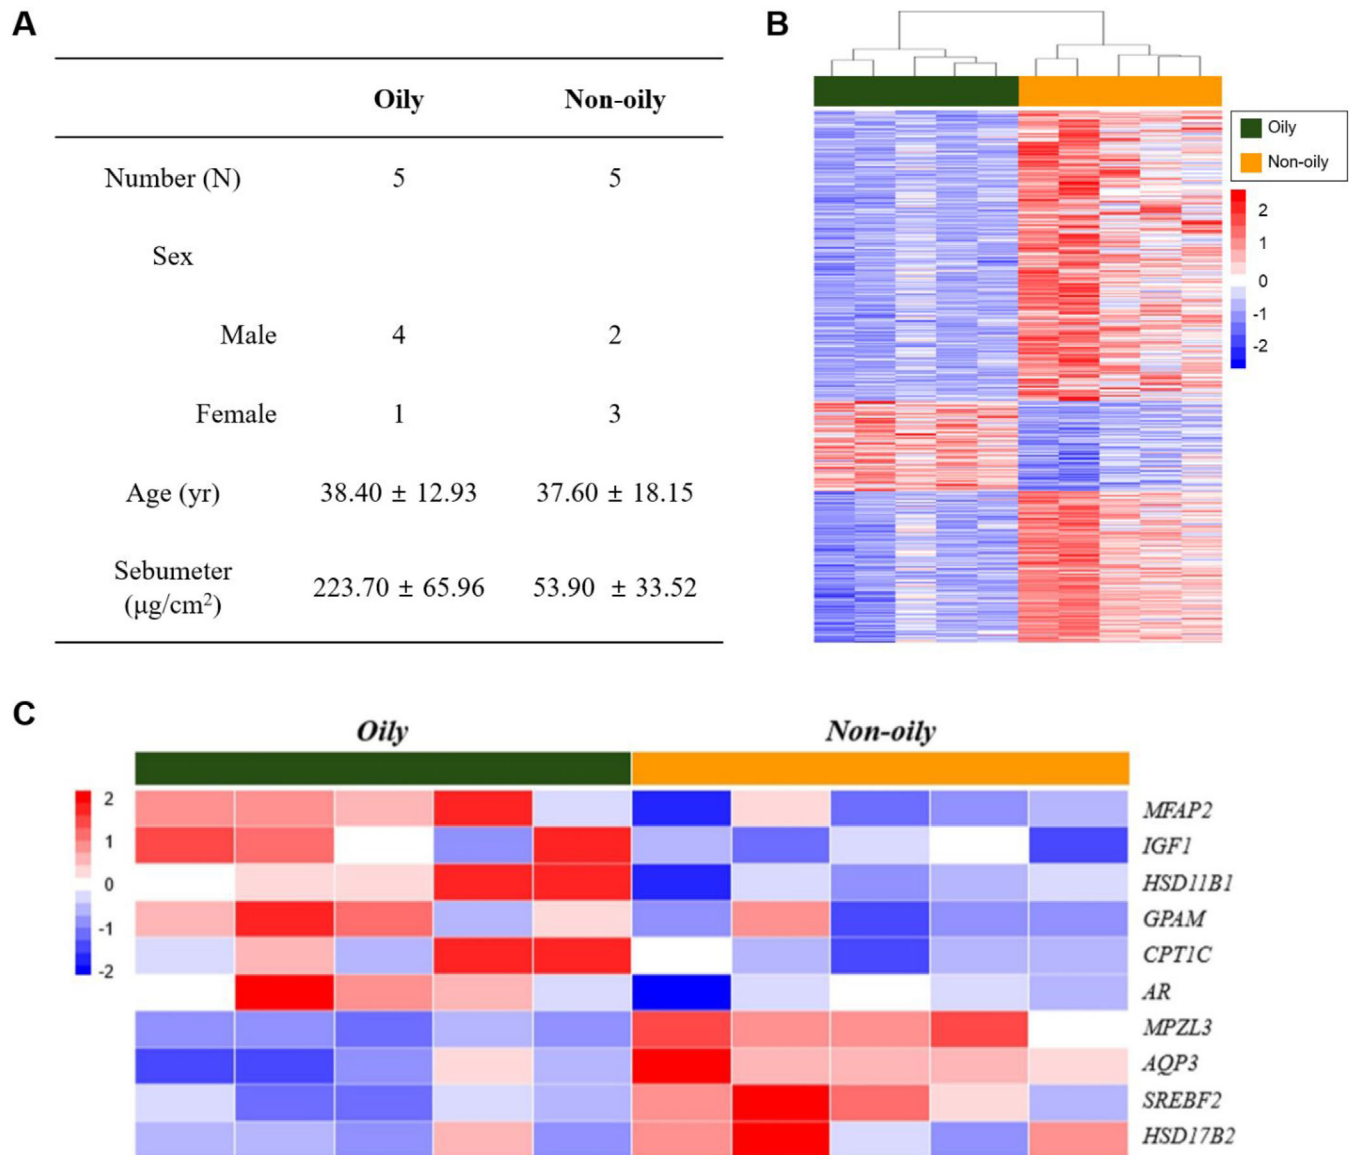 A
Oily Non-oily
Number (N) 5 5
Sex
Male 4 2
Female 1 3
Age (yr) 38.40 ± 12.93 37.60 ± 18.15
Sebumeter
(μg/cm²) 223.70 ± 65.96 53.90 ± 33.52
B
Oily
Non-oily
2
1
0
-1
-2
C
Oily Non-oily
2
1
0
-1
-2
MFAP2
IGF1
HSD11B1
GPAM
CPT1C
AR
MPZL3
AQP3
SREBF2
HSD17B2